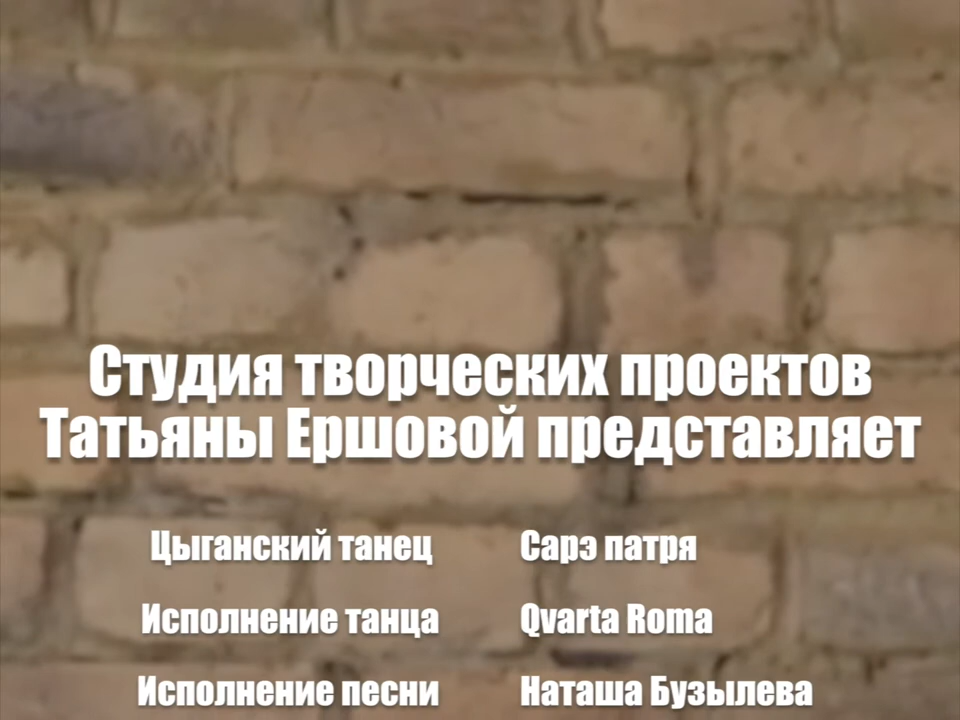 Студия творческих проектов
Татьяны Ершовой представляет
Цыганский танец Сарэ патря
Исполнение танца Qvarta Roma
Исполнение песни Наташа Бузылева